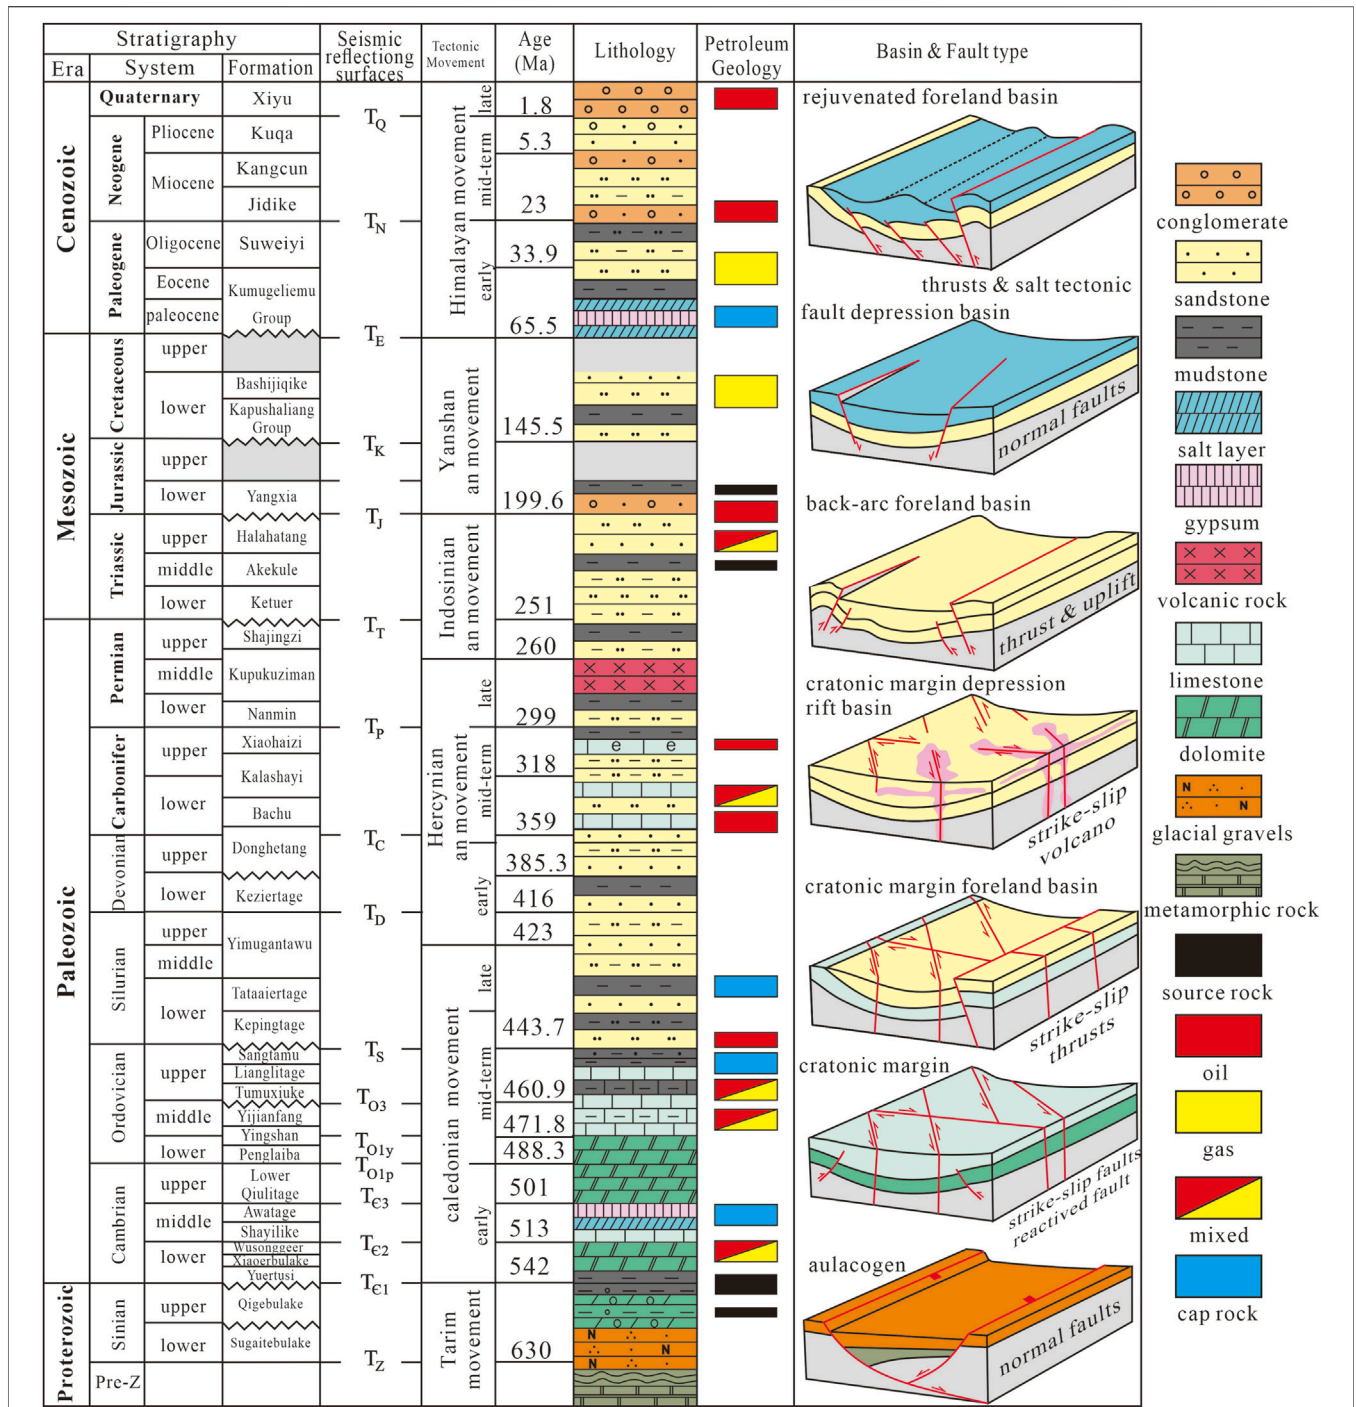 Stratigraphy
Era
System
Formation
Seismic
reflectiong
surfaces
Tectonic
Movement
Age
(Ma)
Lithology
Petroleum
Geology
Basin & Fault type
Cenozoic
Mesozoic
Paleozoic
Proterozoic
Quaternary
Neogene
Paleogene
Cretaceous
Jurassic
Triassic
Permian
Carbonifer
Devonian
Silurian
Ordovician
Cambrian
Sinian
Pre-Z
Pliocene
Miocene
Oligocene
Eocene
paleocene
upper
lower
upper
lower
upper
middle
lower
upper
middle
lower
upper
lower
upper
lower
upper
middle
lower
upper
middle
lower
upper
middle
lower
upper
lower
Xiyu
Kuqa
Kangcun
Jidike
Suweiyi
Kumugeliemu
Group
Bashijiqike
Kapushaliang
Group
Yangxia
Halahatang
Akekule
Ketuer
Shajingzi
Kupukuziman
Nanmin
Xiaohaizi
Kalashayi
Bachu
Donghetang
Keziertage
Yimugantawu
Tataaiertage
Kepingtage
Sangtamu
Lianglitage
Tumuxiuke
Yijianfang
Yingshan
Penglaiba
Lower
Qiulitage
Awatage
Shayilike
Wusonggeer
Xiaoerbulake
Yuertusi
Qigebulake
Sugaitebulake
TQ
TN
TE
TK
TJ
TT
TP
TC
TD
TS
TO3
TO1y
TO1p
TЄ3
TЄ2
TЄ1
TZ
Himalayan movement
late
mid-term
early
Yanshan
an movement
Indosinian
an movement
Hercynian
an movement
late
mid-term
early
caledonian movement
late
mid-term
early
Tarim
movement
1.8
5.3
23
33.9
65.5
145.5
199.6
251
260
299
318
359
385.3
416
423
443.7
460.9
471.8
488.3
501
513
542
630
e e
N
N
N
rejuvenated foreland basin
thrusts & salt tectonic
fault depression basin
normal faults
back-arc foreland basin
thrust & uplift
cratonic margin depression
rift basin
strike-slip
volcano
cratonic margin foreland basin
strike-slip
thrusts
cratonic margin
strike-slip faults
reactived fault
aulacogen
normal faults
conglomerate
sandstone
mudstone
salt layer
gypsum
volcanic rock
limestone
dolomite
N
N
glacial gravels
metamorphic rock
source rock
oil
gas
mixed
cap rock